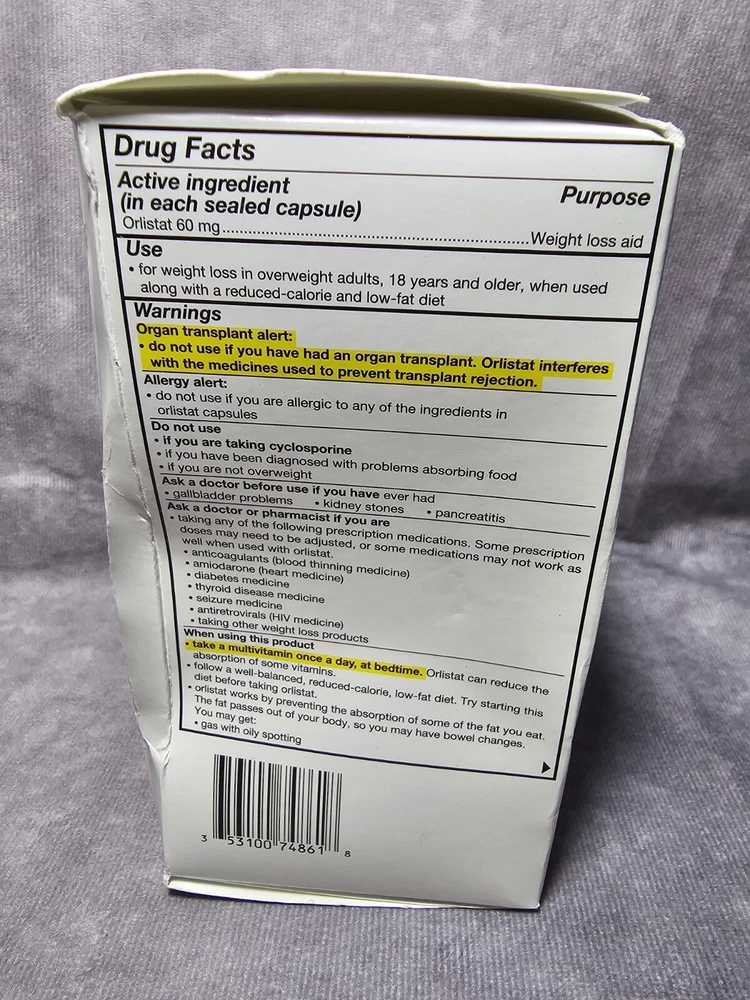 Drug Facts
Active ingredient
(in each sealed capsule) Purpose
Orlistat 60 mg..................................................Weight loss aid
Use
• for weight loss in overweight adults, 18 years and older, when used
along with a reduced-calorie and low-fat diet
Warnings
Organ transplant alert:
• do not use if you have had an organ transplant. Orlistat interferes
with the medicines used to prevent transplant rejection.
Allergy alert:
• do not use if you are allergic to any of the ingredients in
orlistat capsules
Do not use
• if you are taking cyclosporine
• if you have been diagnosed with problems absorbing food
• if you are not overweight
Ask a doctor before use if you have ever had
• gallbladder problems • kidney stones • pancreatitis
Ask a doctor or pharmacist if you are
• taking any of the following prescription medications. Some prescription
doses may need to be adjusted, or some medications may not work as
well when used with orlistat.
• anticoagulants (blood thinning medicine)
• amiodarone (heart medicine)
• diabetes medicine
• thyroid disease medicine
• seizure medicine
• antiretrovirals (HIV medicine)
• taking other weight loss products
When using this product
• take a multivitamin once a day, at bedtime. Orlistat can reduce the
absorption of some vitamins.
• follow a well-balanced, reduced-calorie, low-fat diet. Try starting this
diet before taking orlistat.
• orlistat works by preventing the absorption of some of the fat you eat.
The fat passes out of your body, so you may have bowel changes.
You may get:
• gas with oily spotting
3 53100 74861 8